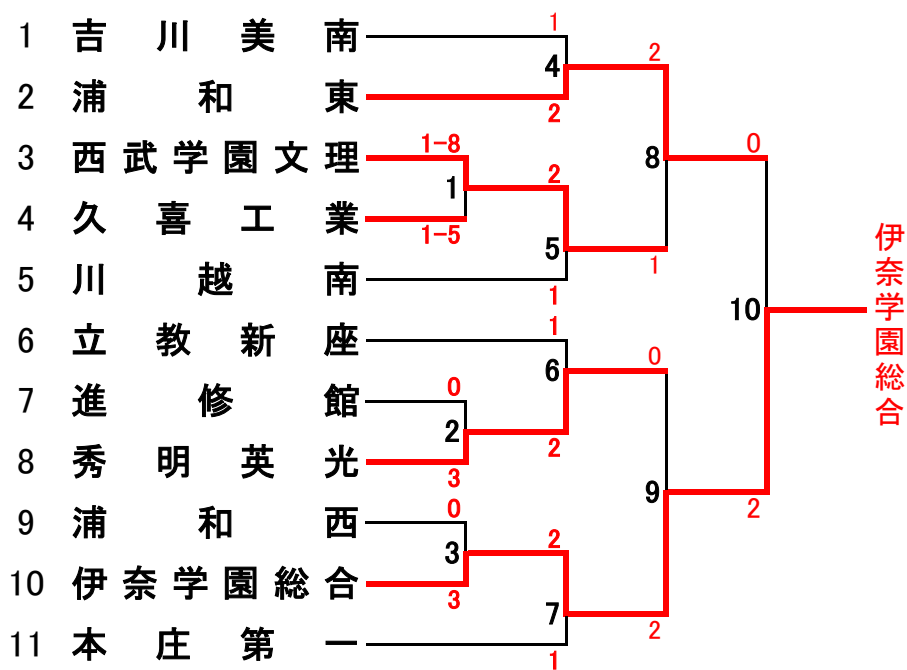 1 吉川美南
2 浦和東
3 西武学園文理
4 久喜工業
5 川越南
6 立教新座
7 進修館
8 秀明英光
9 浦和西
10 伊奈学園総合
11 本庄第一
1-8
1
1-5
0
2
3
0
3
3
1
4
2
2
5
1
1
6
2
2
7
1
2
8
1
0
9
2
0
10
2
伊奈学園総合